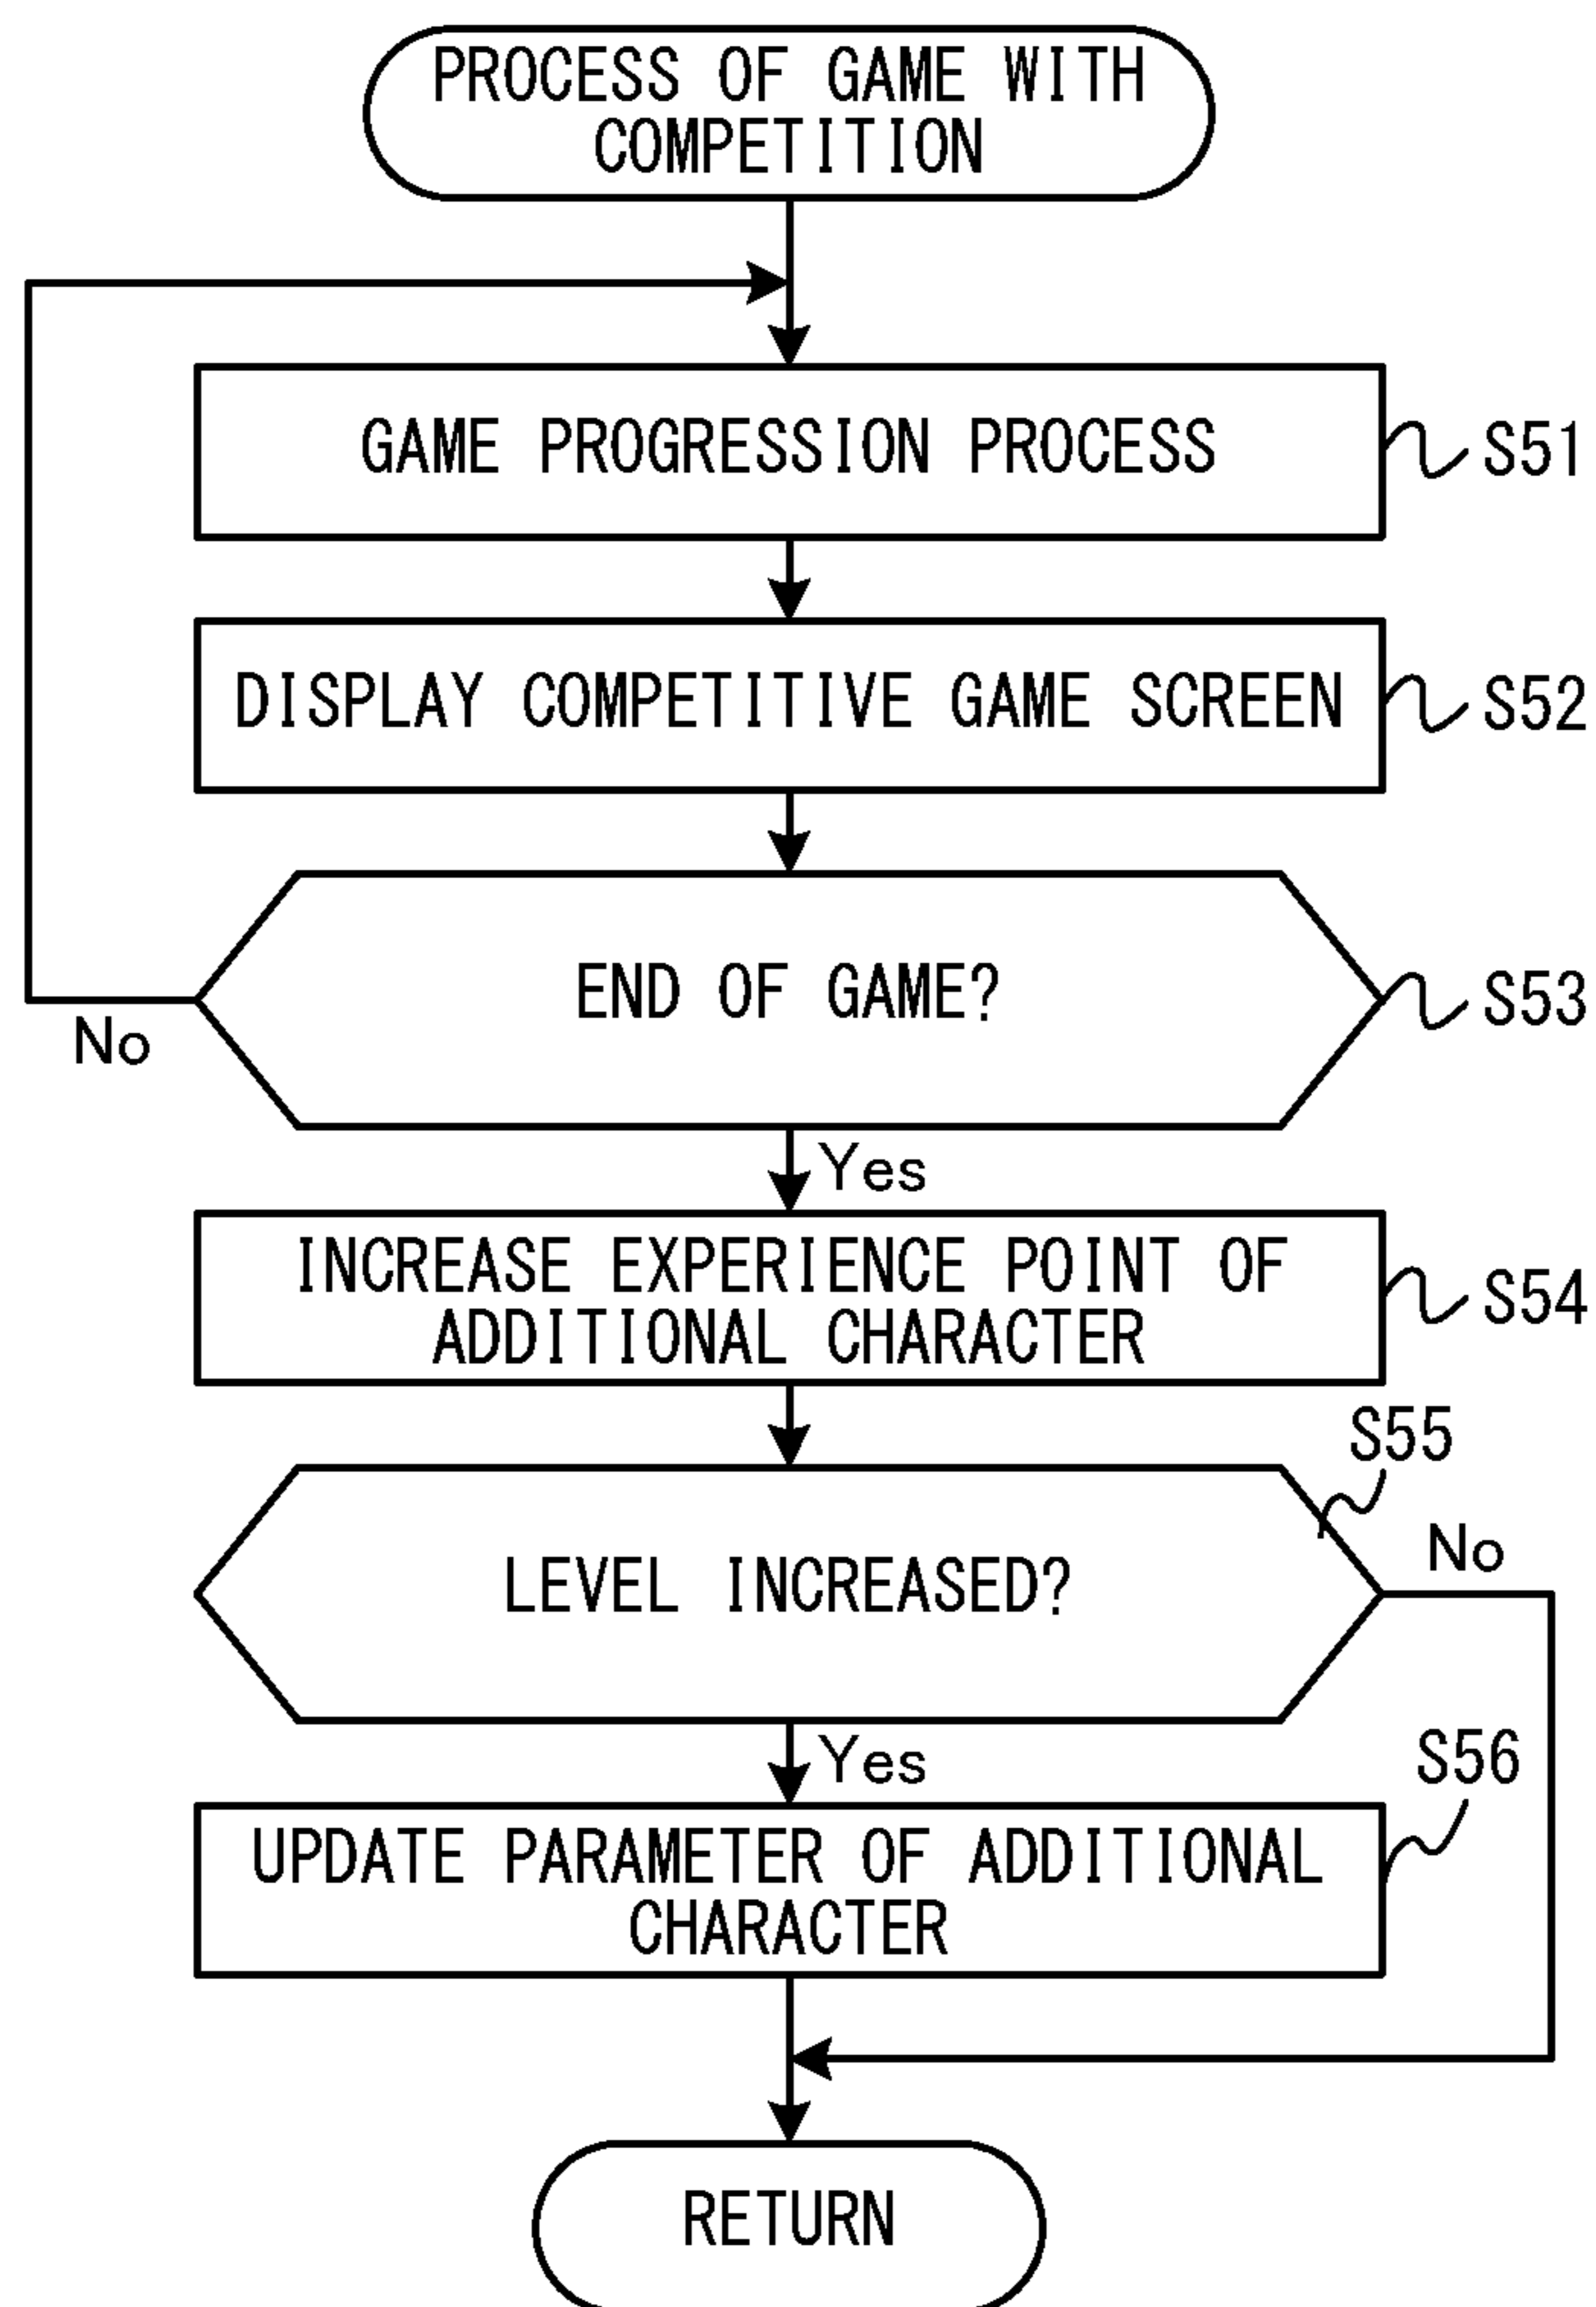 PROCESS OF GAME WITH
COMPETITION
GAME PROGRESSION PROCESS
S51
DISPLAY COMPETITIVE GAME SCREEN
S52
END OF GAME?
S53
No
Yes
INCREASE EXPERIENCE POINT OF
ADDITIONAL CHARACTER
S54
S55
LEVEL INCREASED?
No
Yes
S56
UPDATE PARAMETER OF ADDITIONAL
CHARACTER
RETURN